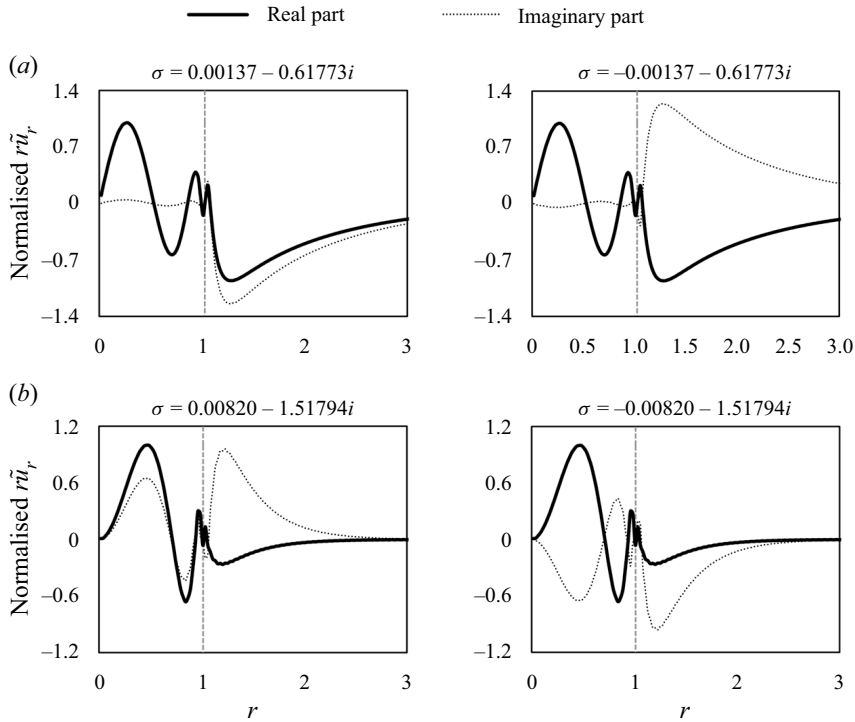 Real part Imaginary part
(a)
σ = 0.00137 – 0.61773i σ = –0.00137 – 0.61773i
Normalised rũ_r
1.4 1.4
0.7 0.7
0 0
–0.7 –0.7
–1.4 –1.4
0 1 2 3 0 0.5 1.0 1.5 2.0 2.5 3.0
(b)
σ = 0.00820 – 1.51794i σ = –0.00820 – 1.51794i
Normalised rũ_r
1.2 1.2
0.6 0.6
0 0
–0.6 –0.6
–1.2 –1.2
0 1 2 3 0 1 2 3
r r